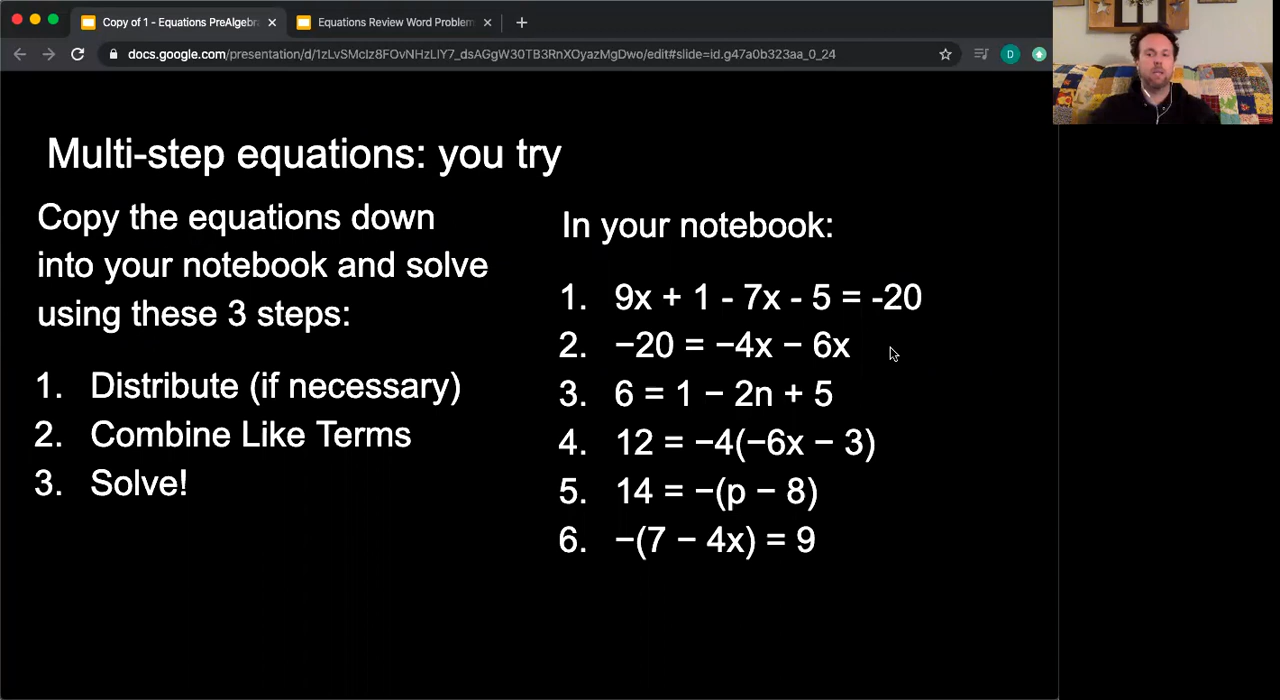 Copy of 1 - Equations PreAlgebra
Equations Review Word Problem
docs.google.com/presentation/d/1zLvSMcIz8FOvNHzLIY7_dsAGgW30TB3RnXOyazMgDwo/edit#slide=id.g47a0b323aa_0_24
D
Multi-step equations: you try
Copy the equations down
into your notebook and solve
using these 3 steps:
1. Distribute (if necessary)
2. Combine Like Terms
3. Solve!
In your notebook:
1. 9x + 1 - 7x - 5 = -20
2. −20 = −4x − 6x
3. 6 = 1 − 2n + 5
4. 12 = −4(−6x − 3)
5. 14 = −(p − 8)
6. −(7 − 4x) = 9